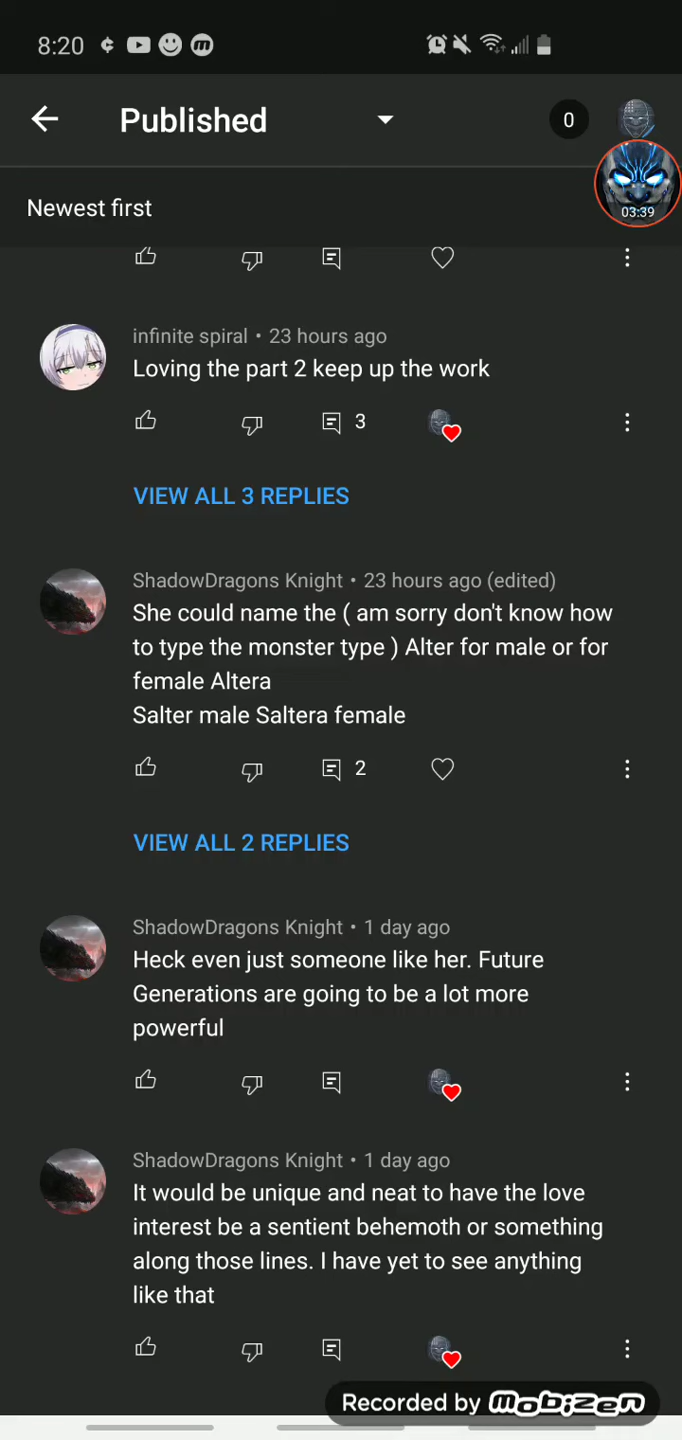 8:20
Published
0
03:39
Newest first
infinite spiral • 23 hours ago
Loving the part 2 keep up the work
3
VIEW ALL 3 REPLIES
ShadowDragons Knight • 23 hours ago (edited)
She could name the ( am sorry don't know how
to type the monster type ) Alter for male or for
female Altera
Salter male Saltera female
2
VIEW ALL 2 REPLIES
ShadowDragons Knight • 1 day ago
Heck even just someone like her. Future
Generations are going to be a lot more
powerful
ShadowDragons Knight • 1 day ago
It would be unique and neat to have the love
interest be a sentient behemoth or something
along those lines. I have yet to see anything
like that
Recorded by mobizen